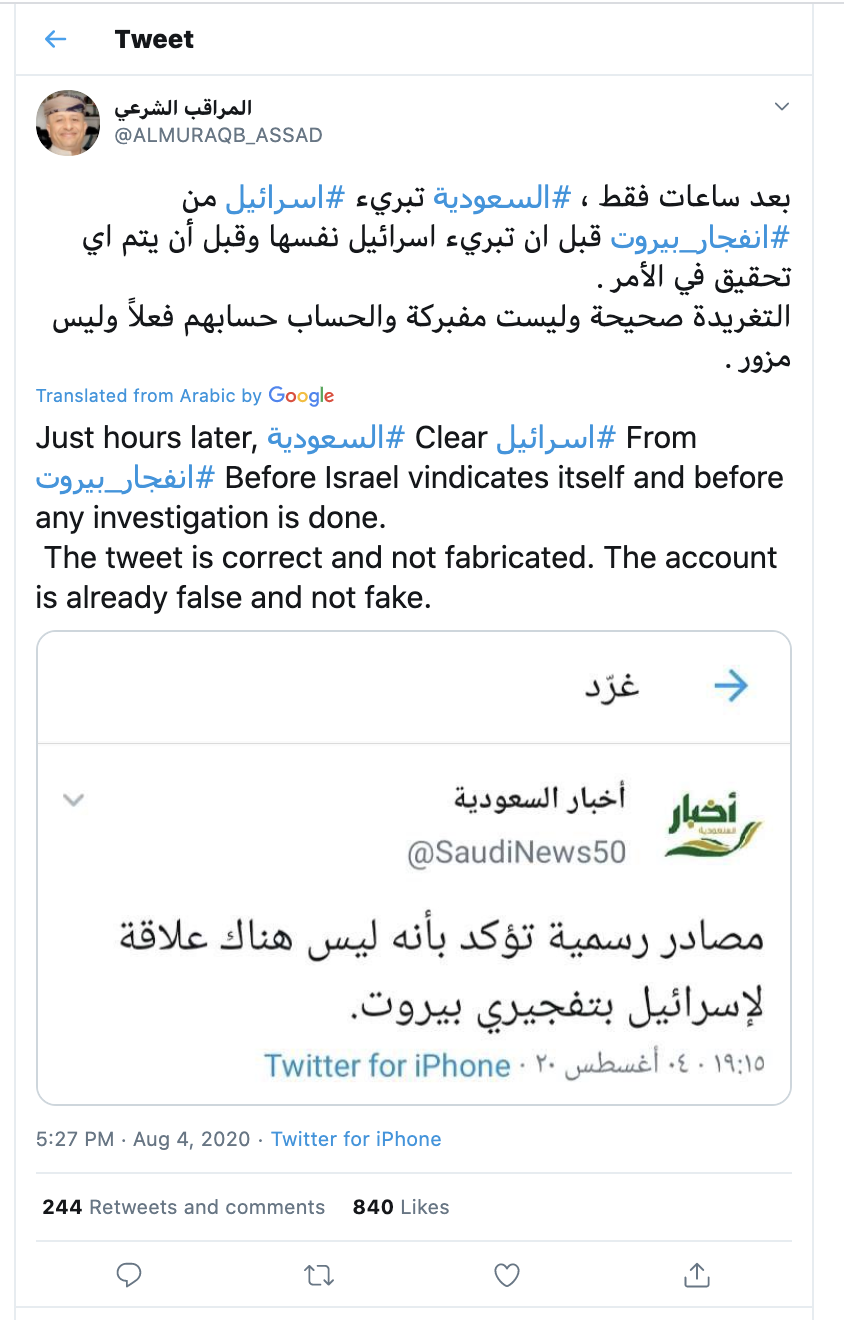 Tweet
المراقب الشرعي
@ALMURAQB_ASSAD
بعد ساعات فقط ، #السعودية تبريء #اسرائيل من
#انفجار_بيروت قبل ان تبريء اسرائيل نفسها وقبل أن يتم اي
تحقيق في الأمر .
التغريدة صحيحة وليست مفبركة والحساب حسابهم فعلاً وليس
مزور .
Translated from Arabic by Google
Just hours later, #السعودية Clear #اسرائيل From
#انفجار_بيروت Before Israel vindicates itself and before
any investigation is done.
The tweet is correct and not fabricated. The account
is already false and not fake.
غرّد
أخبار السعودية
أخبار
السعودية
@SaudiNews50
مصادر رسمية تؤكد بأنه ليس هناك علاقة
لإسرائيل بتفجيري بيروت.
١٩:١٥ · ٠٤ أغسطس ٢٠ · Twitter for iPhone
5:27 PM · Aug 4, 2020 · Twitter for iPhone
244 Retweets and comments 840 Likes